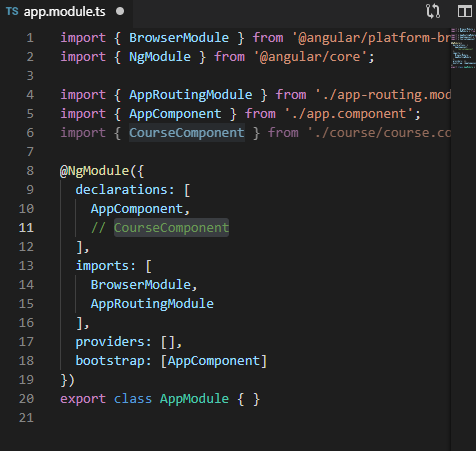 TS app.module.ts
1 import { BrowserModule } from '@angular/platform-br
2 import { NgModule } from '@angular/core';
3
4 import { AppRoutingModule } from './app-routing.mod
5 import { AppComponent } from './app.component';
6 import { CourseComponent } from './course/course.co
7
8 @NgModule({
9 declarations: [
10 AppComponent,
11 // CourseComponent
12 ],
13 imports: [
14 BrowserModule,
15 AppRoutingModule
16 ],
17 providers: [],
18 bootstrap: [AppComponent]
19 })
20 export class AppModule { }
21